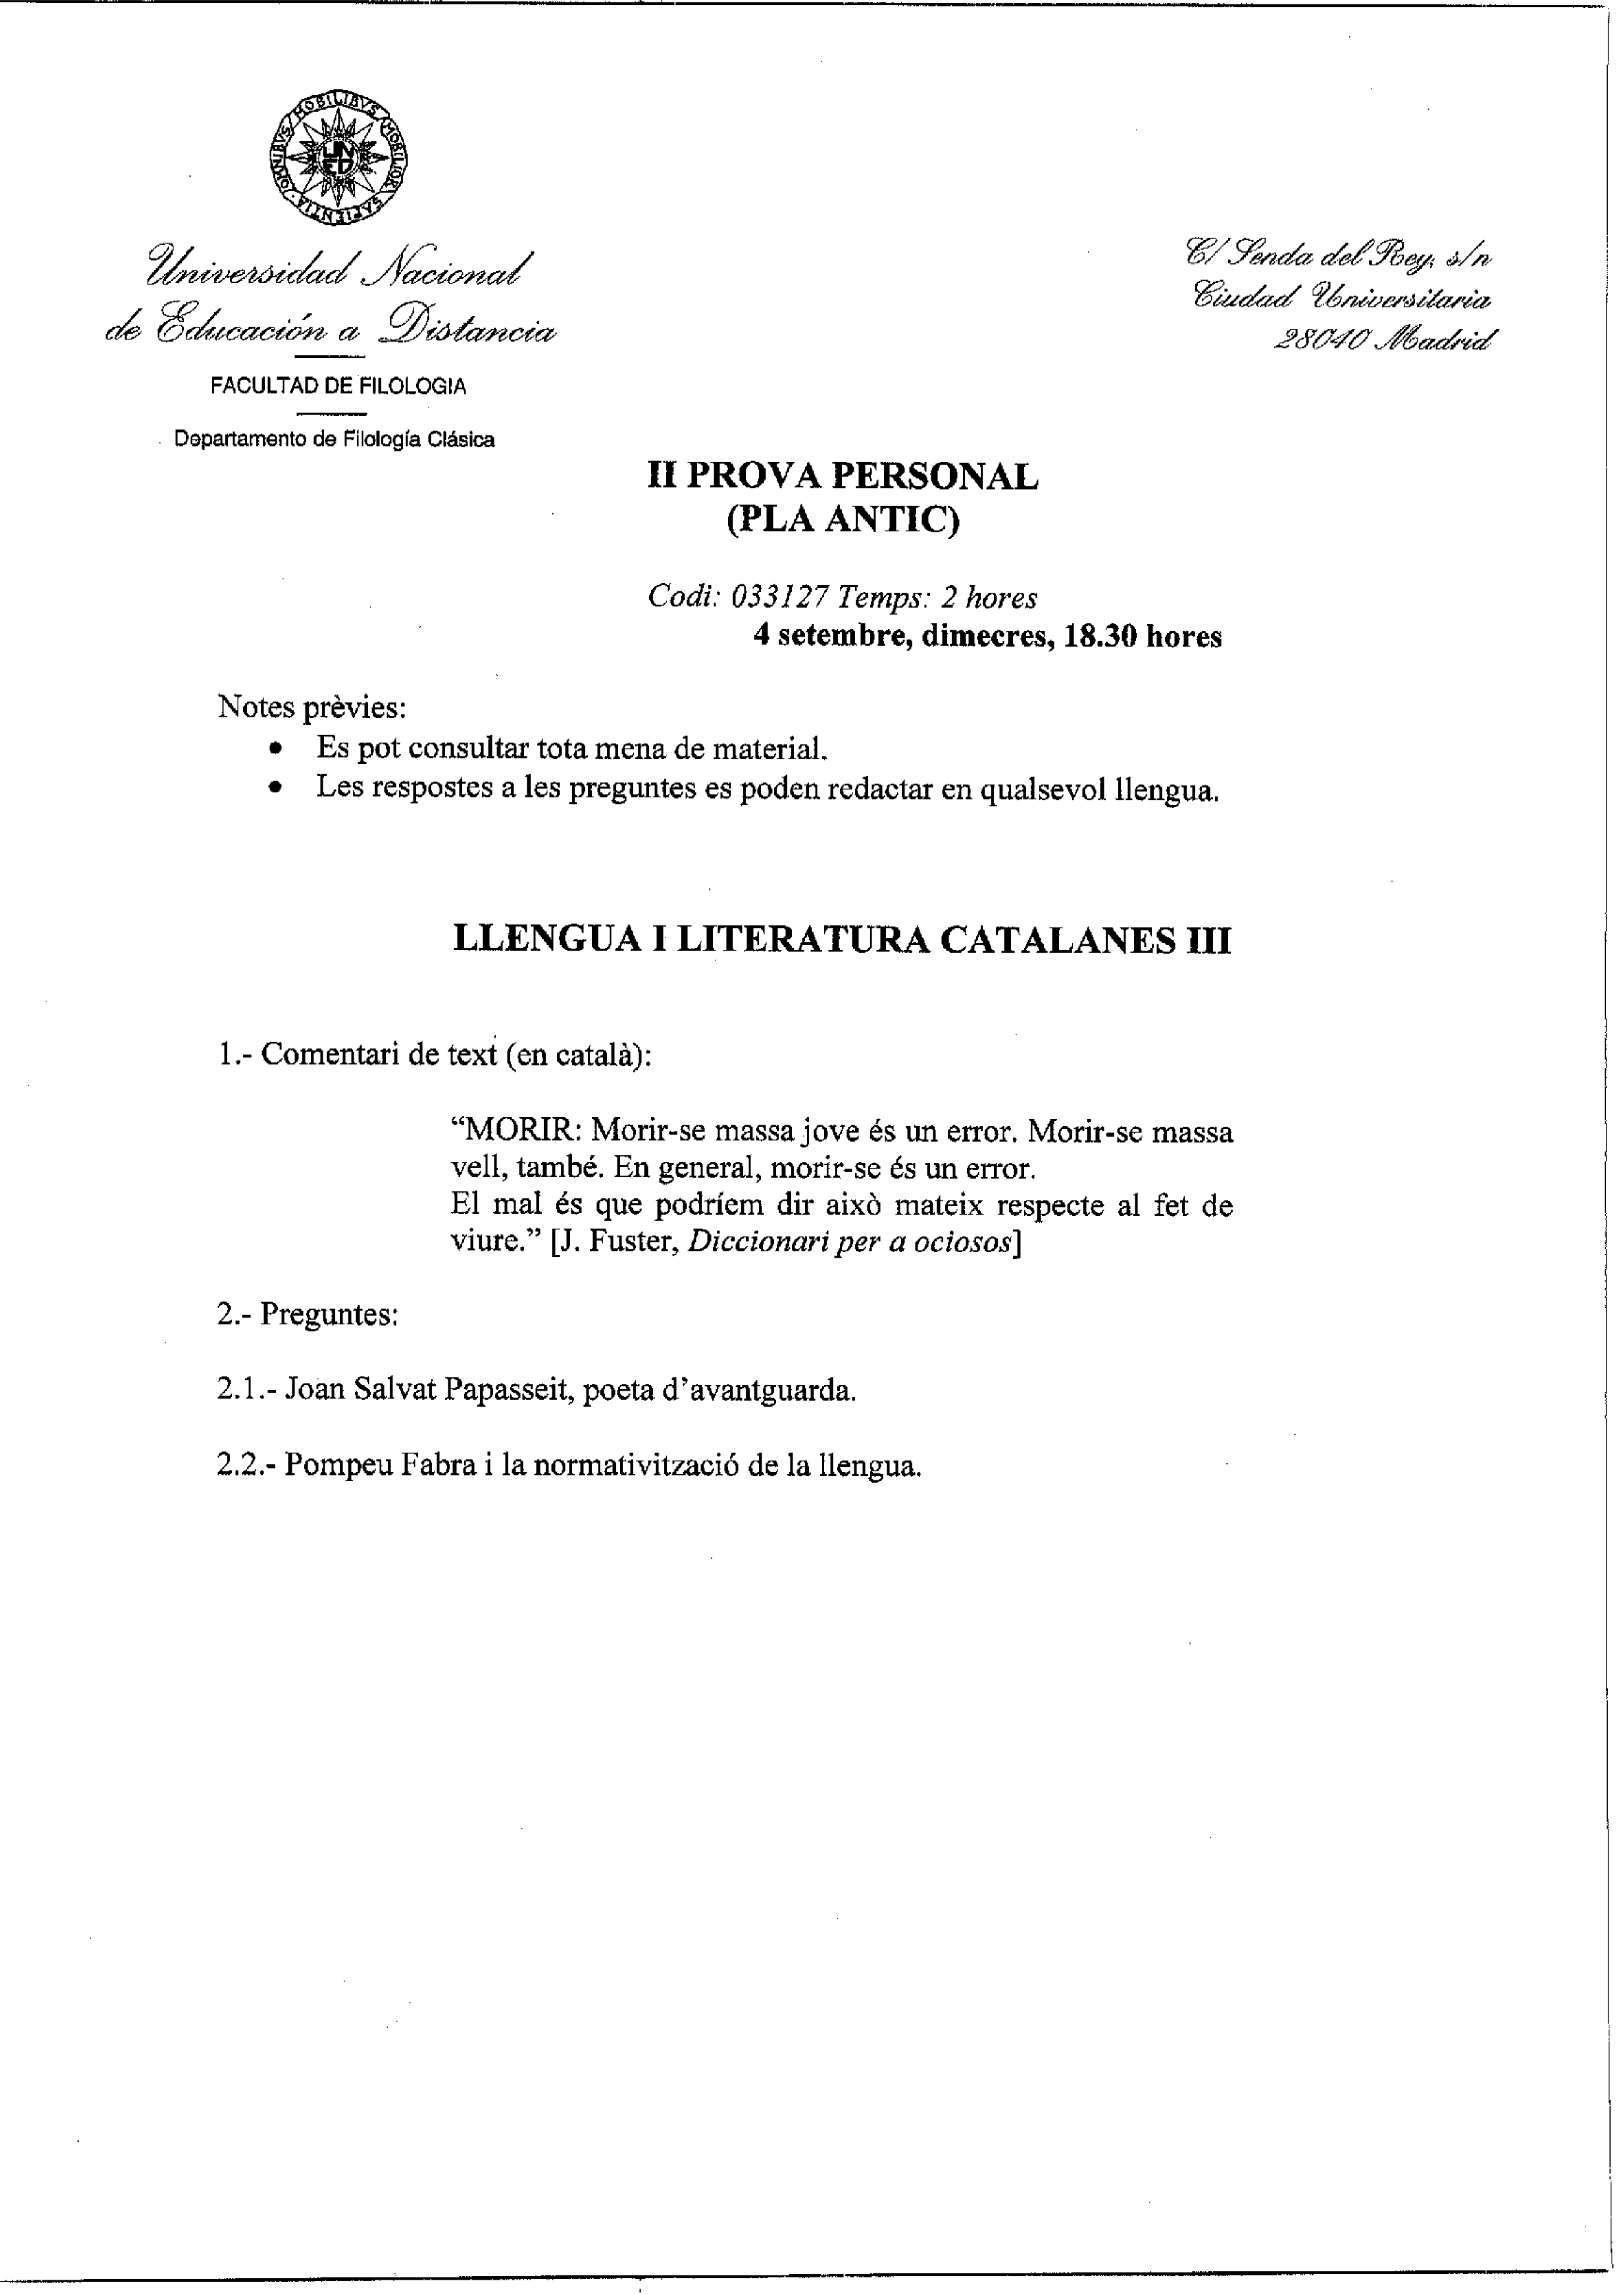 OMNIBVS MOBILIBVS MOBILIOR SAPIENTIA
UN
ED
Universidad Nacional
de Educación a Distancia
FACULTAD DE FILOLOGIA
Departamento de Filología Clásica
C/ Senda del Rey, s/n
Ciudad Universitaria
28040 Madrid
II PROVA PERSONAL
(PLA ANTIC)
Codi: 033127 Temps: 2 hores
4 setembre, dimecres, 18.30 hores
Notes prèvies:
• Es pot consultar tota mena de material.
• Les respostes a les preguntes es poden redactar en qualsevol llengua.
LLENGUA I LITERATURA CATALANES III
1.- Comentari de text (en català):
“MORIR: Morir-se massa jove és un error. Morir-se massa
vell, també. En general, morir-se és un error.
El mal és que podríem dir això mateix respecte al fet de
viure.” [J. Fuster, Diccionari per a ociosos]
2.- Preguntes:
2.1.- Joan Salvat Papasseit, poeta d’avantguarda.
2.2.- Pompeu Fabra i la normativització de la llengua.